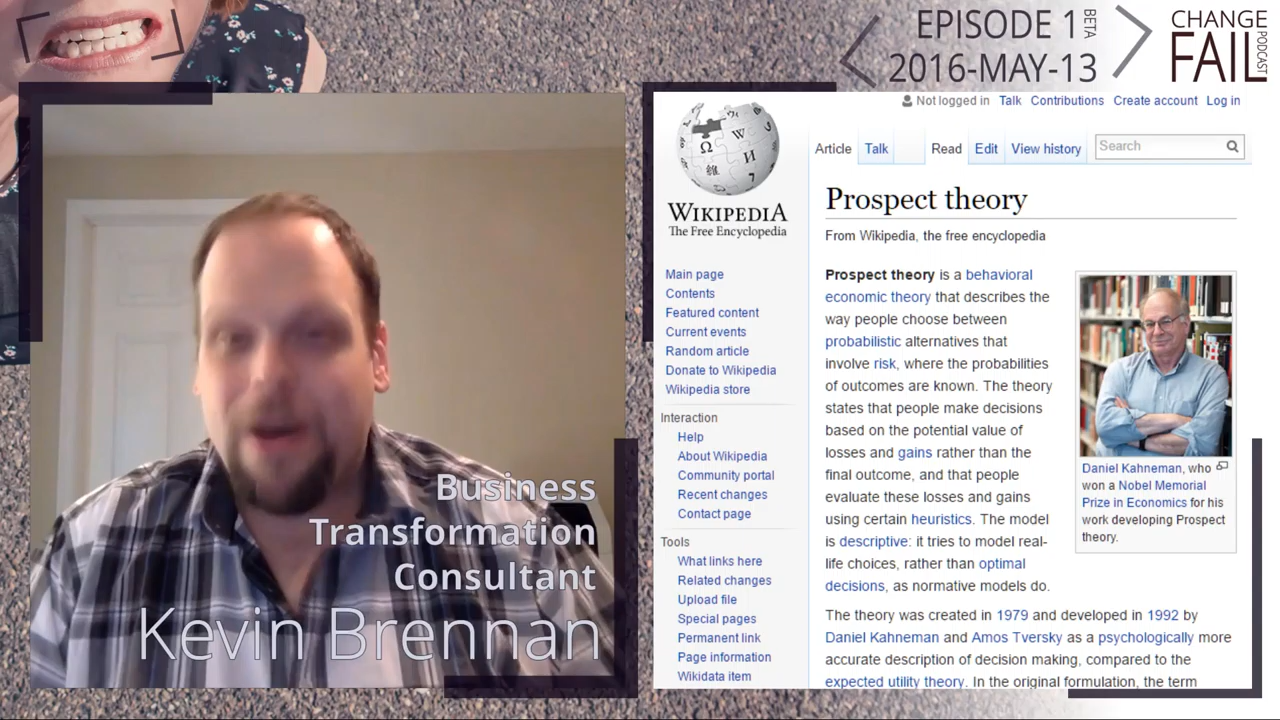 EPISODE 1 BETA
2016-MAY-13
CHANGE
FAIL
PODCAST
Business
Transformation
Consultant
Kevin Brennan
Not logged in Talk Contributions Create account Log in
Article Talk Read Edit View history Search
WIKIPEDIA
The Free Encyclopedia
Main page
Contents
Featured content
Current events
Random article
Donate to Wikipedia
Wikipedia store
Interaction
Help
About Wikipedia
Community portal
Recent changes
Contact page
Tools
What links here
Related changes
Upload file
Special pages
Permanent link
Page information
Wikidata item
Prospect theory
From Wikipedia, the free encyclopedia
Prospect theory is a behavioral
economic theory that describes the
way people choose between
probabilistic alternatives that
involve risk, where the probabilities
of outcomes are known. The theory
states that people make decisions
based on the potential value of
losses and gains rather than the
final outcome, and that people
evaluate these losses and gains
using certain heuristics. The model
is descriptive: it tries to model real-
life choices, rather than optimal
decisions, as normative models do.
Daniel Kahneman, who
won a Nobel Memorial
Prize in Economics for his
work developing Prospect
theory.
The theory was created in 1979 and developed in 1992 by
Daniel Kahneman and Amos Tversky as a psychologically more
accurate description of decision making, compared to the
expected utility theory. In the original formulation, the term